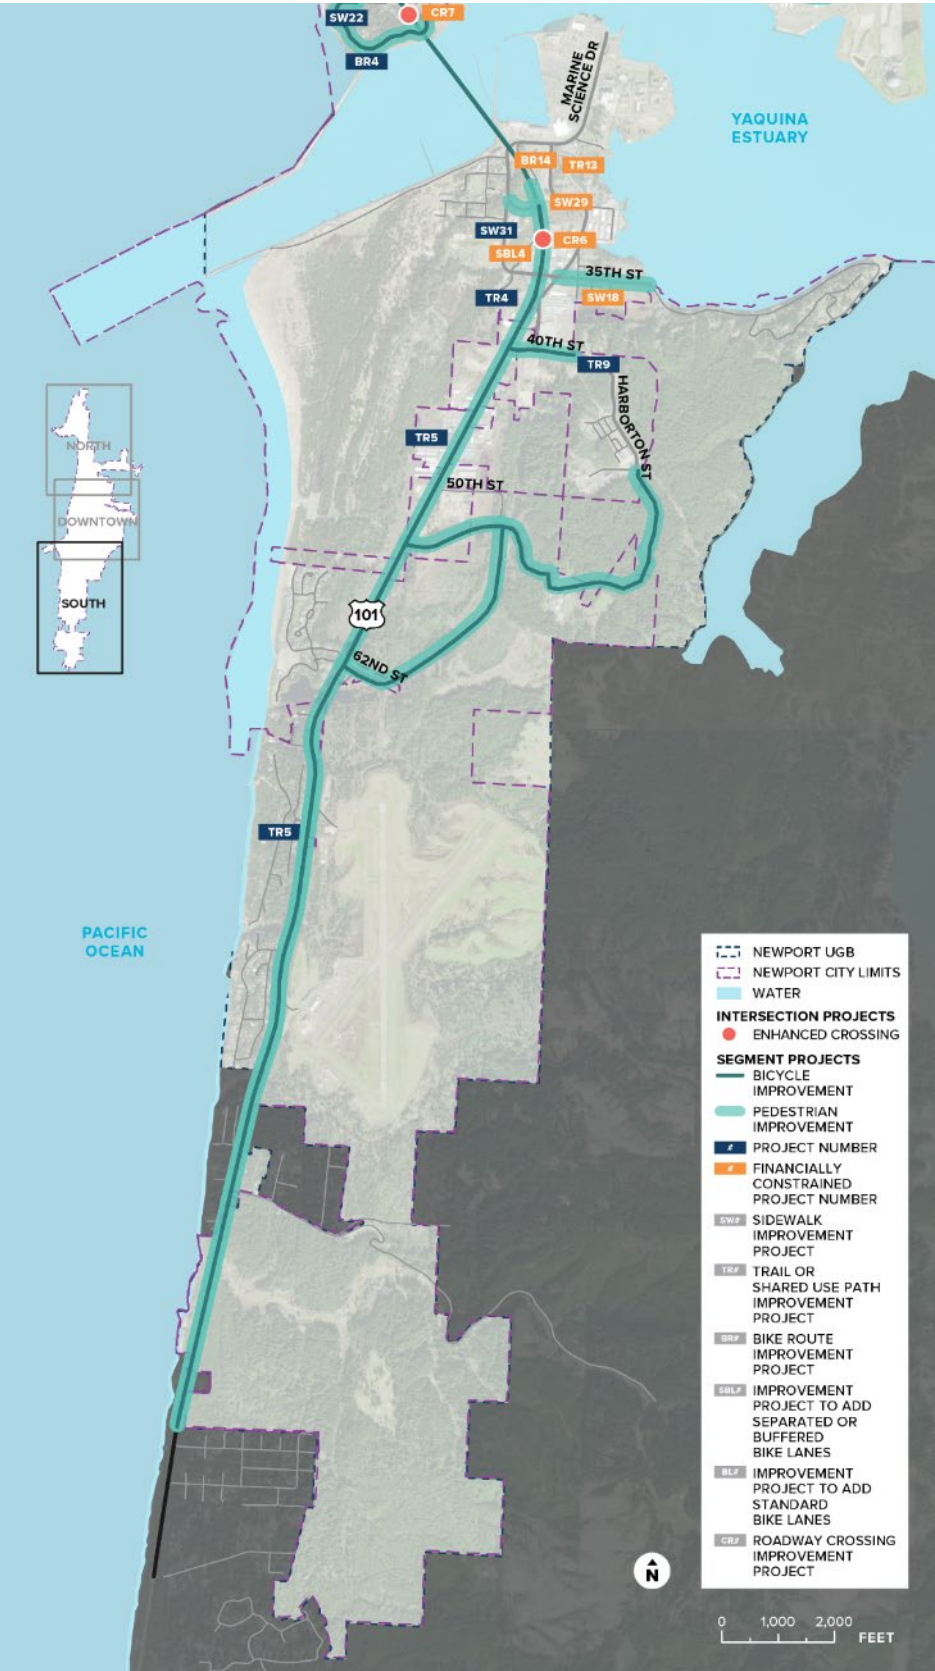 SW22
CR7
BR4
MARINE
SCIENCE DR
YAQUINA
ESTUARY
BR14
TR13
SW29
SW31
CR6
SBL4
35TH ST
TR4
SW18
40TH ST
TR9
HARBORTON ST
TR5
50TH ST
NORTH
DOWNTOWN
SOUTH
101
62ND ST
TR5
PACIFIC
OCEAN
NEWPORT UGB
NEWPORT CITY LIMITS
WATER
INTERSECTION PROJECTS
ENHANCED CROSSING
SEGMENT PROJECTS
BICYCLE
IMPROVEMENT
PEDESTRIAN
IMPROVEMENT
# PROJECT NUMBER
# FINANCIALLY
CONSTRAINED
PROJECT NUMBER
SW# SIDEWALK
IMPROVEMENT
PROJECT
TR# TRAIL OR
SHARED USE PATH
IMPROVEMENT
PROJECT
BR# BIKE ROUTE
IMPROVEMENT
PROJECT
SBL# IMPROVEMENT
PROJECT TO ADD
SEPARATED OR
BUFFERED
BIKE LANES
BL# IMPROVEMENT
PROJECT TO ADD
STANDARD
BIKE LANES
CR# ROADWAY CROSSING
IMPROVEMENT
PROJECT
N
0 1,000 2,000
FEET